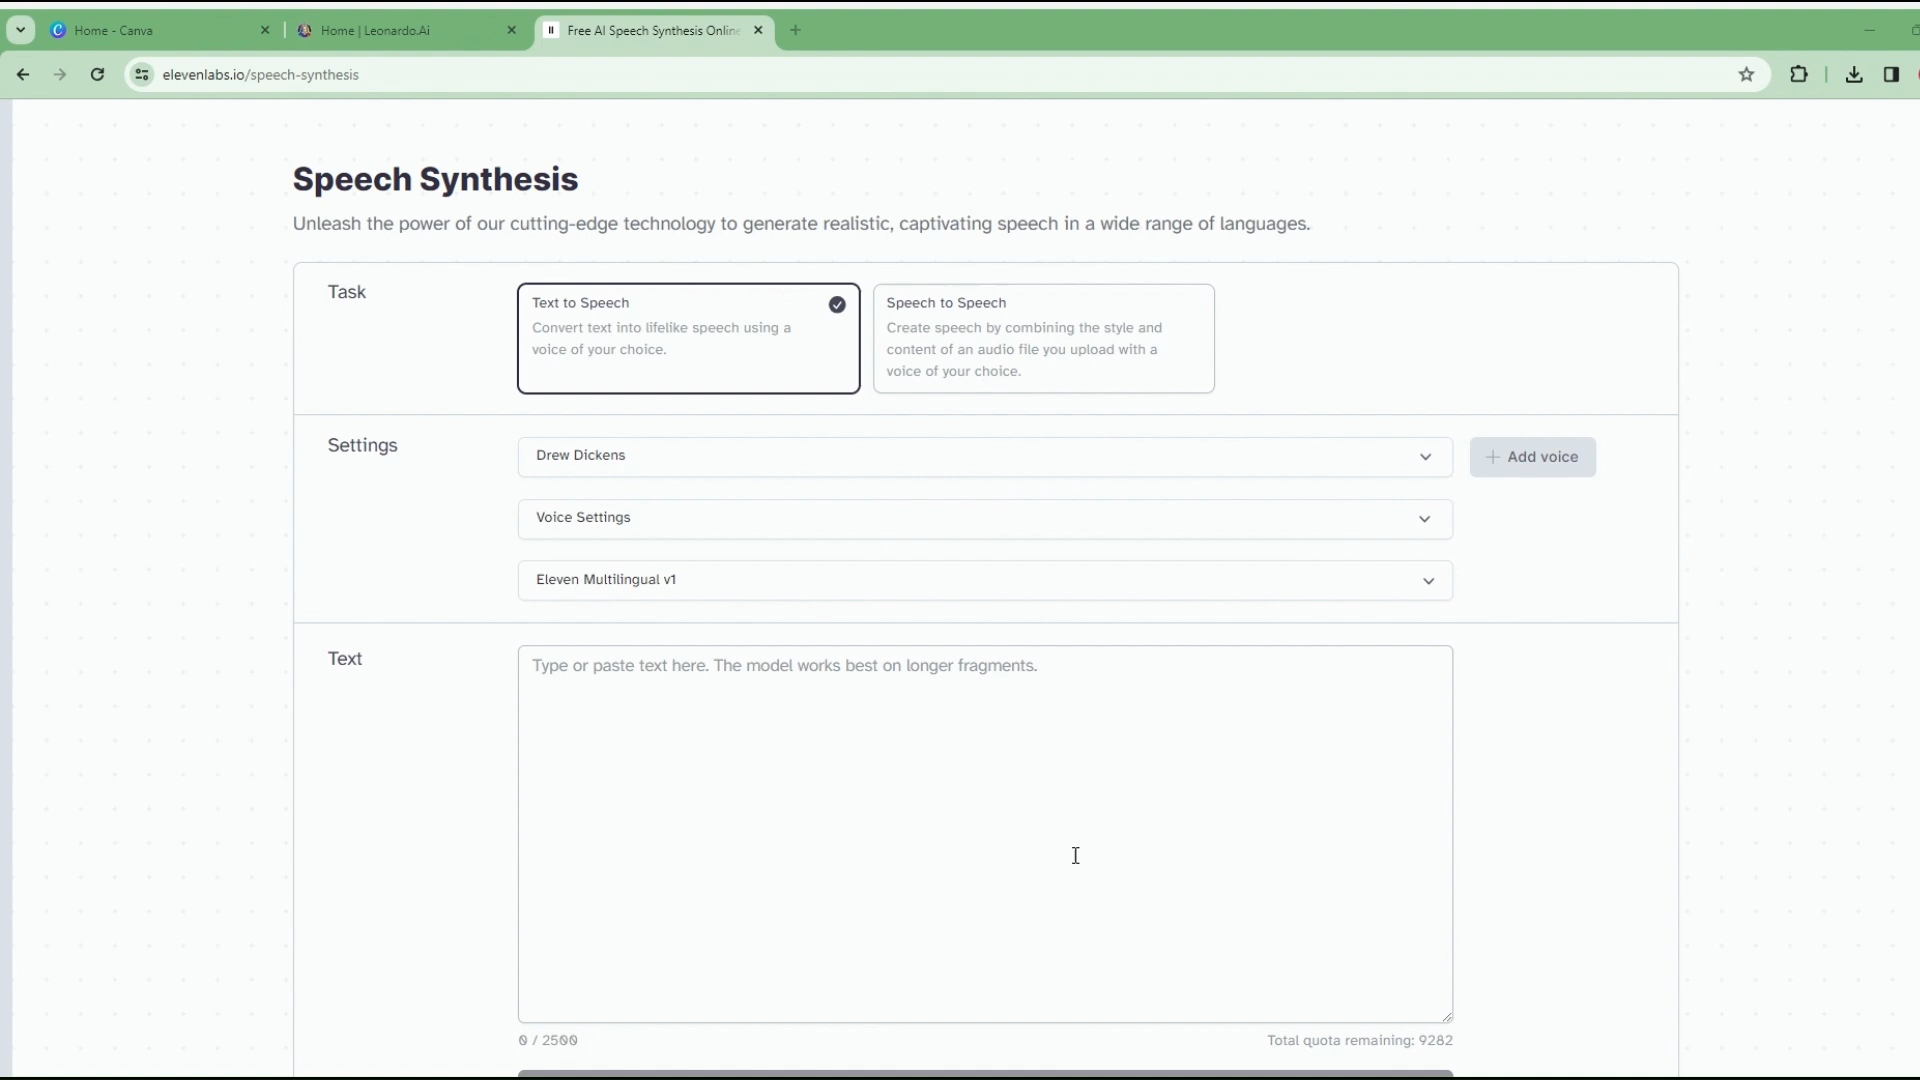 Home - Canva
Home | Leonardo.Ai
Free AI Speech Synthesis Online
elevenlabs.io/speech-synthesis
Speech Synthesis
Unleash the power of our cutting-edge technology to generate realistic, captivating speech in a wide range of languages.
Task
Text to Speech
Convert text into lifelike speech using a
voice of your choice.
Speech to Speech
Create speech by combining the style and
content of an audio file you upload with a
voice of your choice.
Settings
Drew Dickens
+ Add voice
Voice Settings
Eleven Multilingual v1
Text
Type or paste text here. The model works best on longer fragments.
0 / 2500
Total quota remaining: 9282